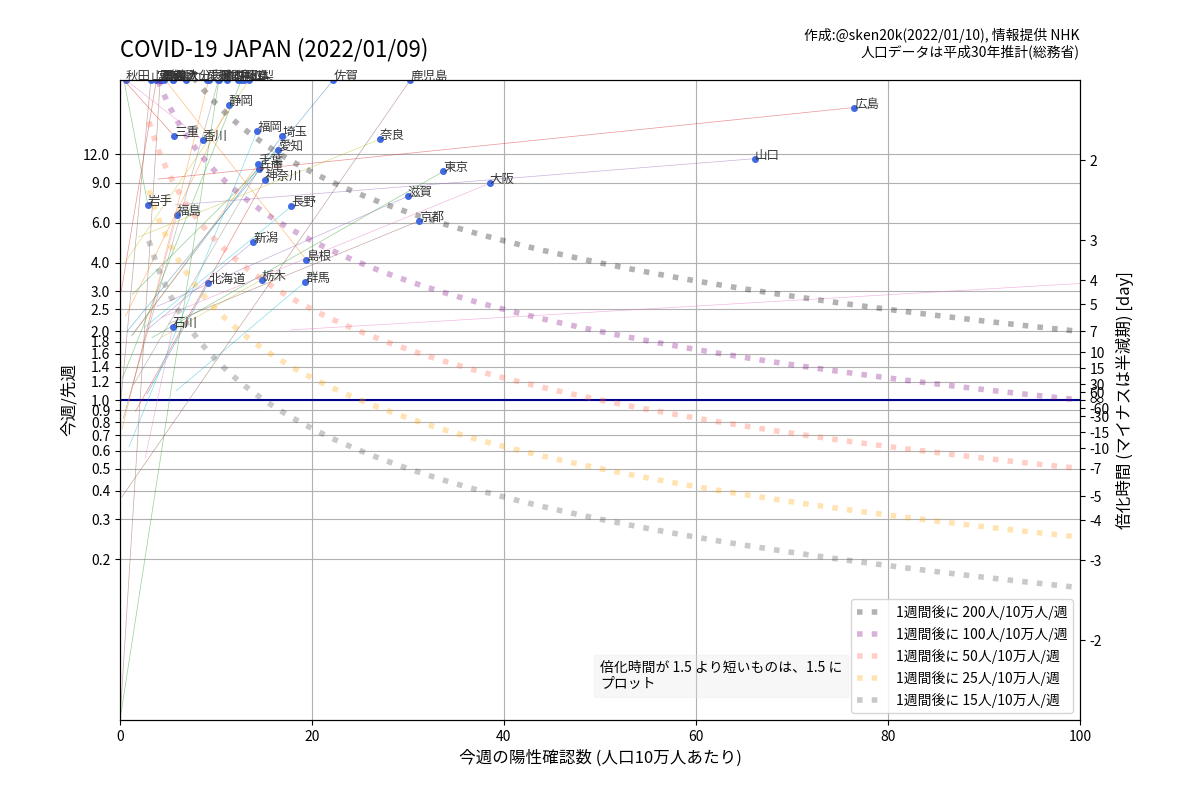 COVID-19 JAPAN (2022/01/09)
作成:@sken20k(2022/01/10), 情報提供 NHK
人口データは平成30年推計(総務省)
秋田
佐賀
鹿児島
静岡
広島
福岡
埼玉
三重
香川
奈良
愛知
山口
兵庫
神奈川
東京
大阪
滋賀
岩手
福島
長野
京都
新潟
島根
北海道
栃木
群馬
石川
12.0
9.0
6.0
4.0
3.0
2.5
2.0
1.8
1.6
1.4
1.2
1.0
0.9
0.8
0.7
0.6
0.5
0.4
0.3
0.2
今週/先週
2
3
4
5
7
10
15
30
60
∞
-60
-30
-15
-10
-7
-5
-4
-3
-2
倍化時間 (マイナスは半減期) [day]
1週間後に 200人/10万人/週
1週間後に 100人/10万人/週
1週間後に 50人/10万人/週
1週間後に 25人/10万人/週
1週間後に 15人/10万人/週
倍化時間が 1.5 より短いものは、1.5 に
プロット
0 20 40 60 80 100
今週の陽性確認数 (人口10万人あたり)